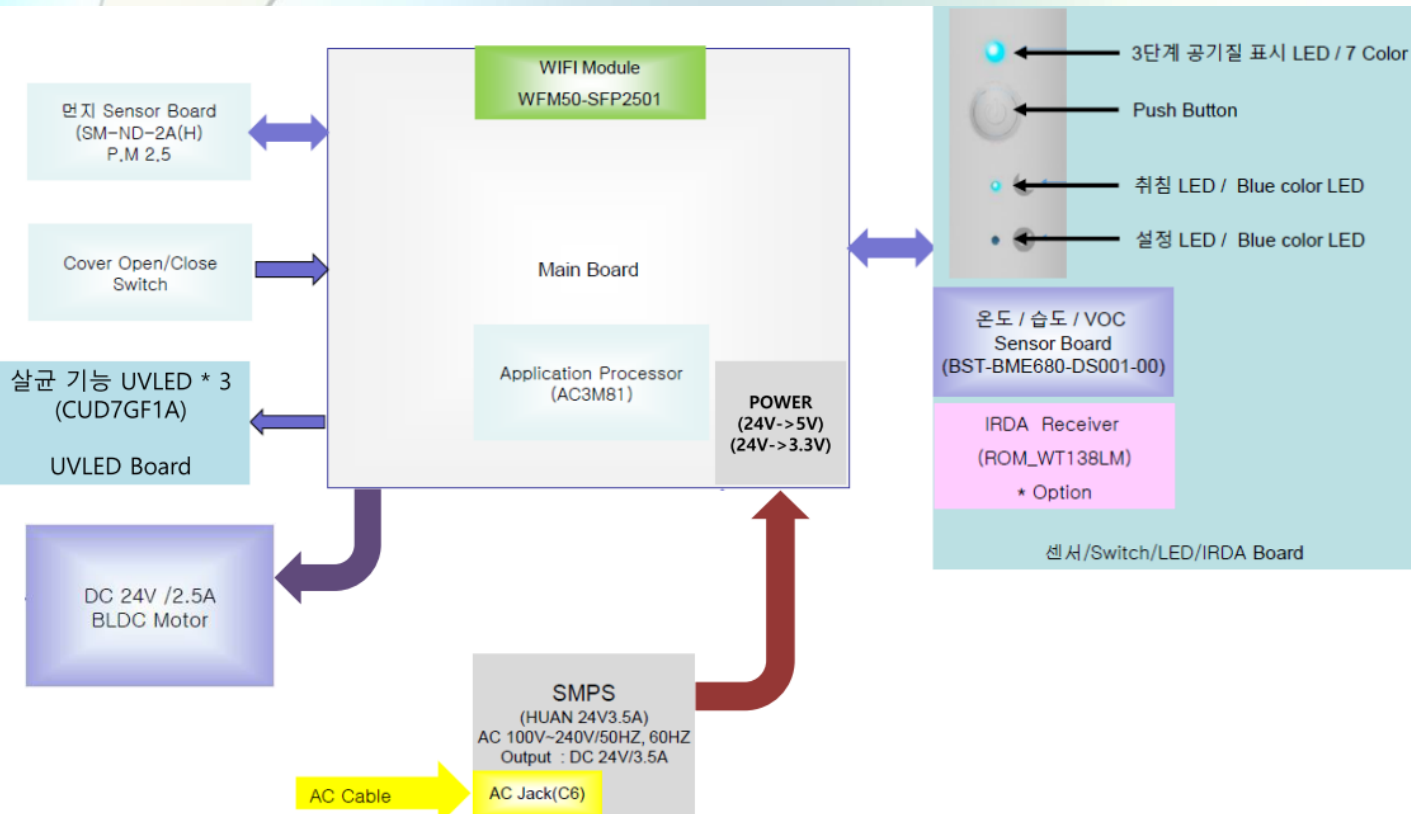 WIFI Module
WFM50-SFP2501
먼지 Sensor Board
(SM-ND-2A(H)
P.M 2.5
Cover Open/Close
Switch
Main Board
Application Processor
(AC3M81)
POWER
(24V->5V)
(24V->3.3V)
살균 기능 UVLED * 3
(CUD7GF1A)
UVLED Board
DC 24V /2.5A
BLDC Motor
SMPS
(HUAN 24V3.5A)
AC 100V~240V/50HZ, 60HZ
Output : DC 24V/3.5A
AC Jack(C6)
AC Cable
3단계 공기질 표시 LED / 7 Color
Push Button
취침 LED / Blue color LED
설정 LED / Blue color LED
온도 / 습도 / VOC
Sensor Board
(BST-BME680-DS001-00)
IRDA Receiver
(ROM_WT138LM)
* Option
센서/Switch/LED/IRDA Board